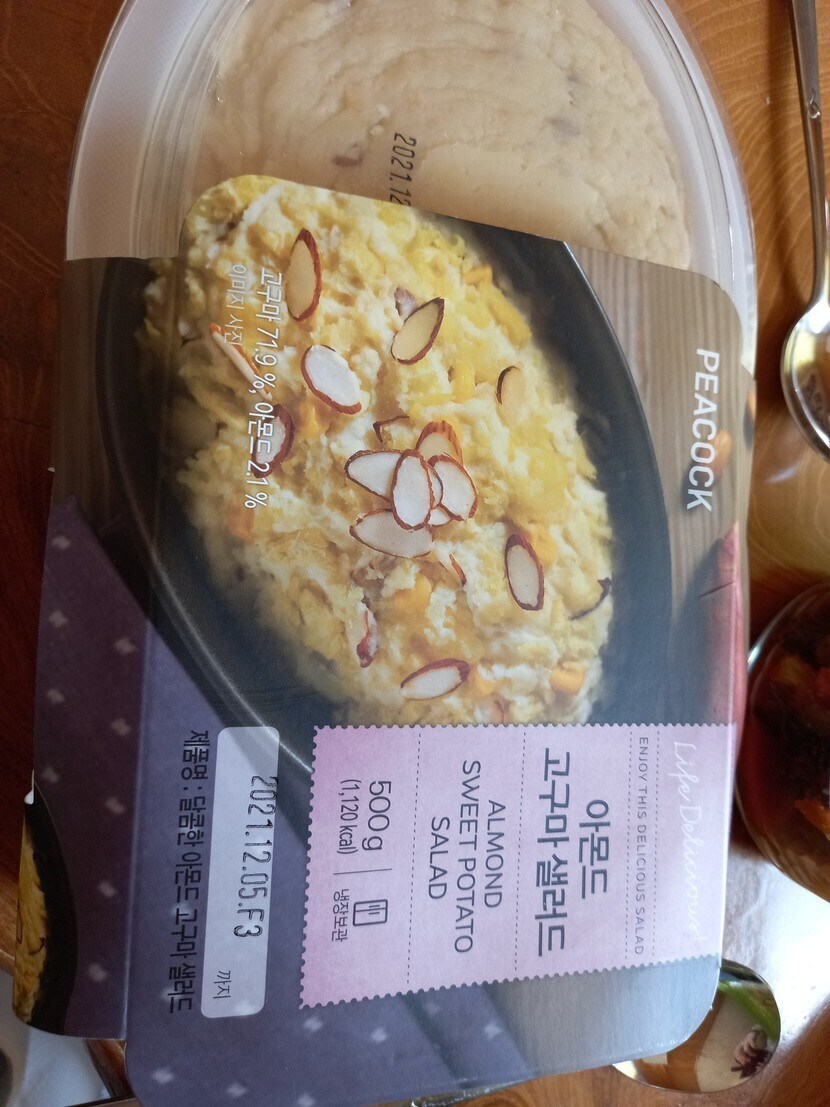 2021.12
PEACOCK
고구마 71.9 %, 아몬드 2.1 %
이미지 사진
Life, Delicious
ENJOY THIS DELICIOUS SALAD
아몬드
고구마 샐러드
ALMOND
SWEET POTATO
SALAD
500g
(1,120 kcal)
냉장보관
2021.12.05.F3 까지
제품명 : 달콤한 아몬드 고구마 샐러드